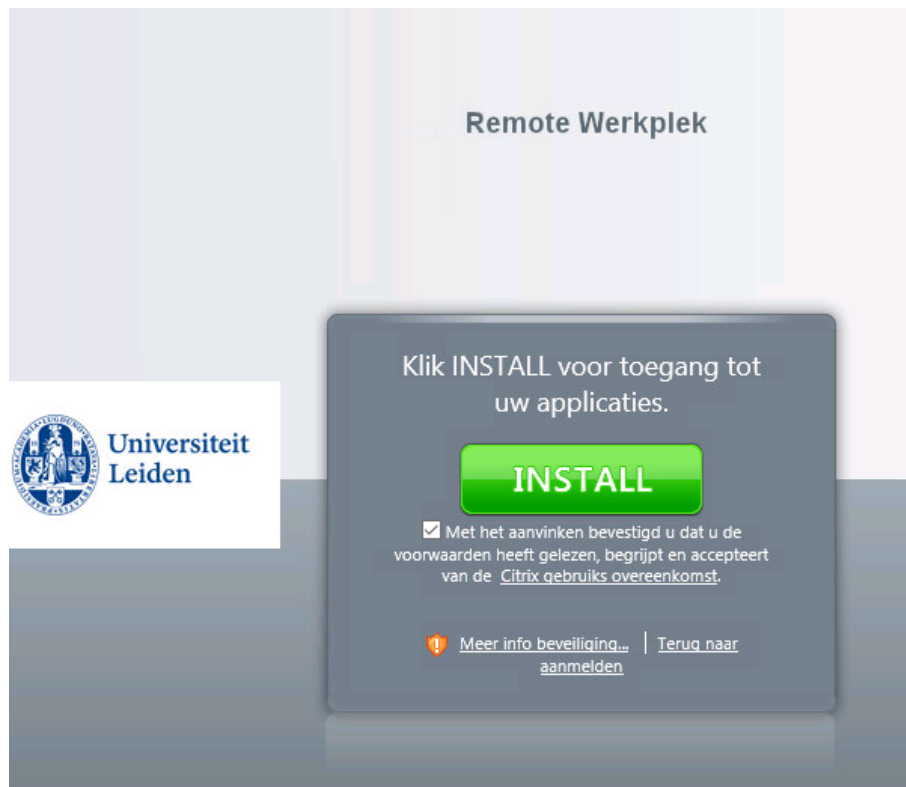 Remote Werkplek
Klik INSTALL voor toegang tot
uw applicaties.
Universiteit
Leiden
INSTALL
Met het aanvinken bevestigd u dat u de
voorwaarden heeft gelezen, begrijpt en accepteert
van de Citrix gebruiks overeenkomst.
Meer info beveiliging... | Terug naar
aanmelden